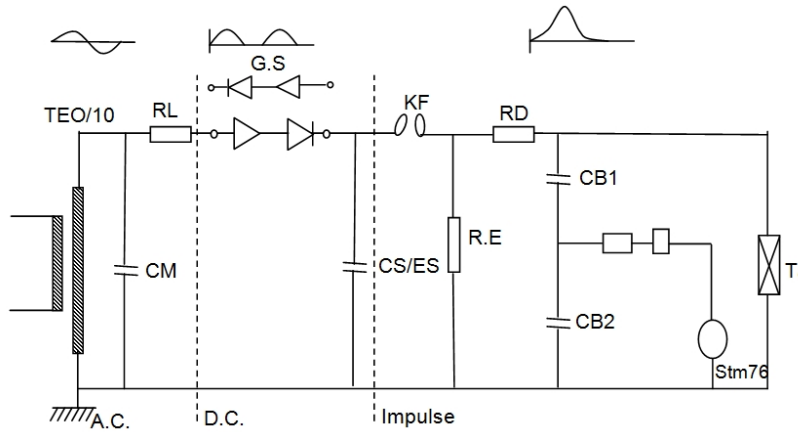 G.S
TEO/10
RL
KF
RD
CB1
R.E
CM
CS/ES
T
CB2
Stm76
A.C.
D.C.
Impulse